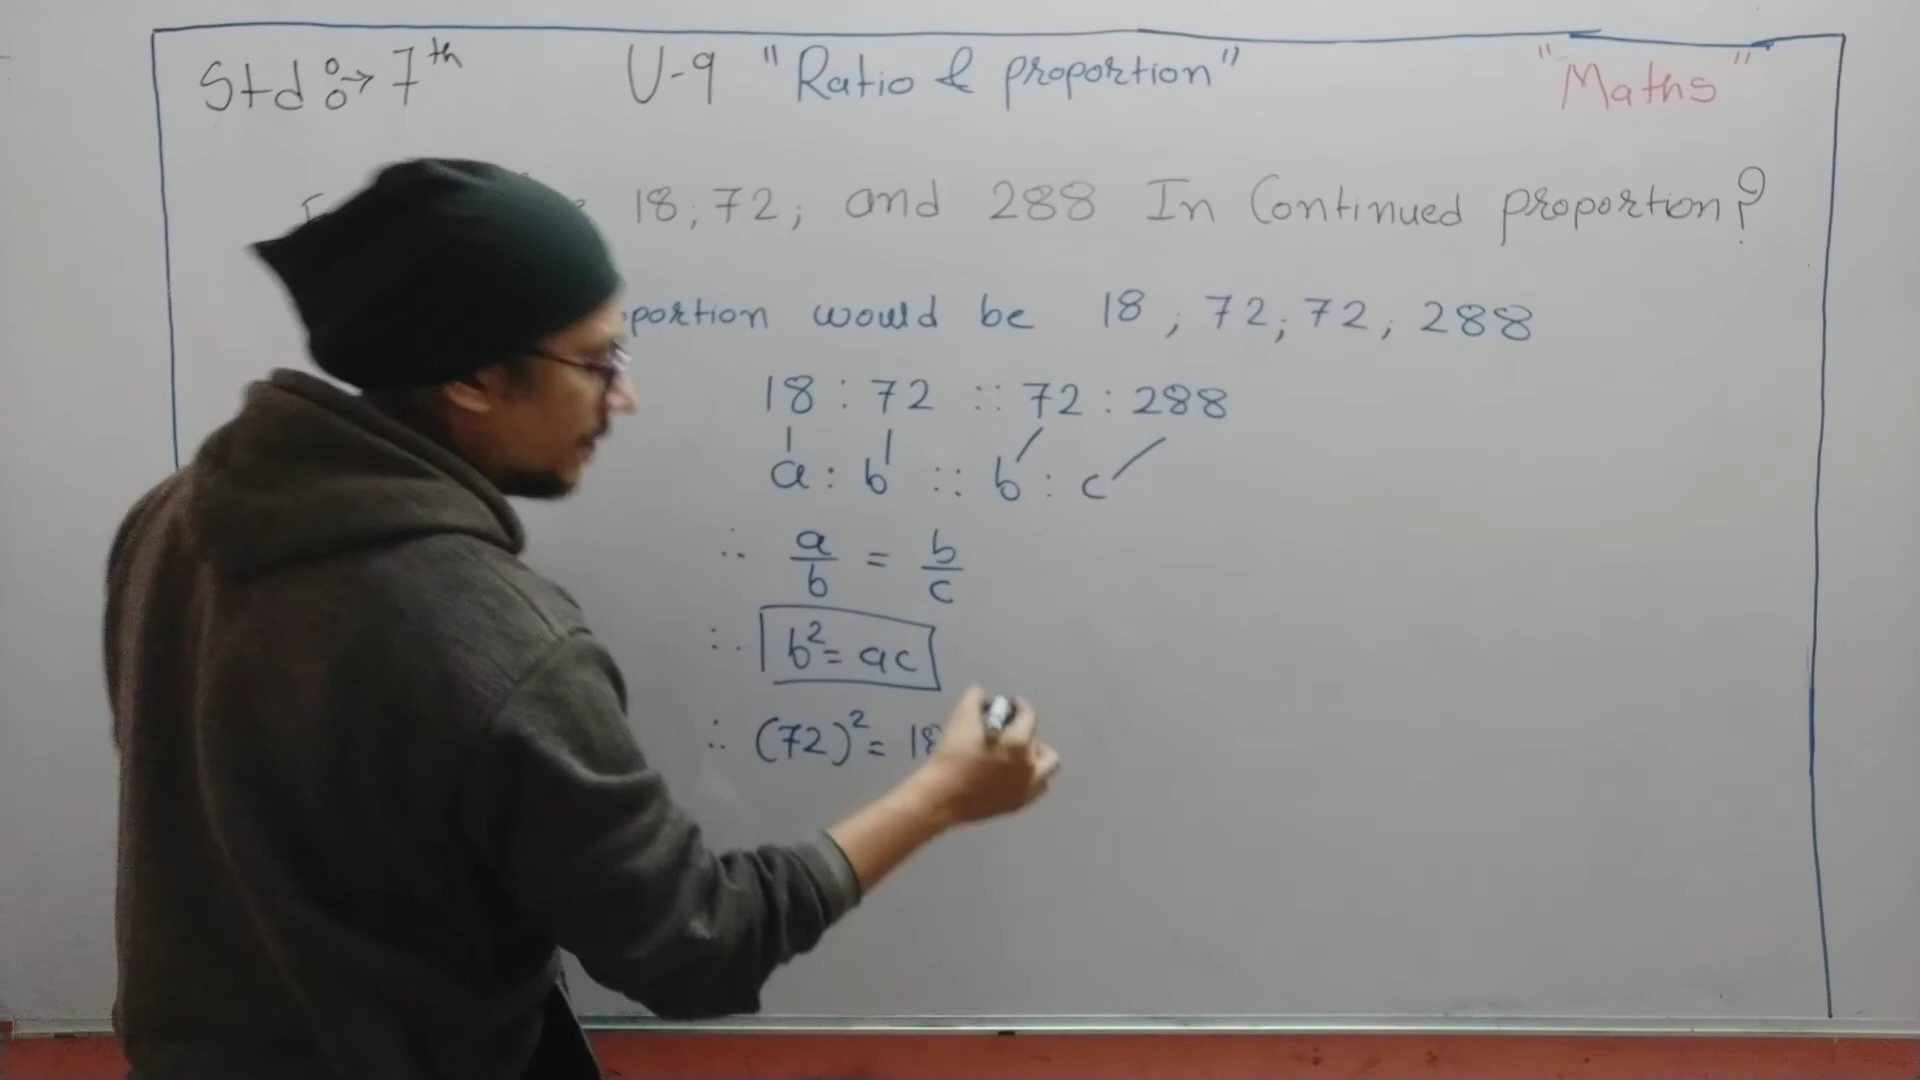 Std °°→ 7th U-9 "Ratio & proportion" "Maths"
18, 72, and 288 In Continued proportion?
portion would be 18, 72, 72, 288
18 : 72 :: 72 : 288
a : b :: b : c
∴ a/b = b/c
∴ b² = ac
∴ (72)² = 18